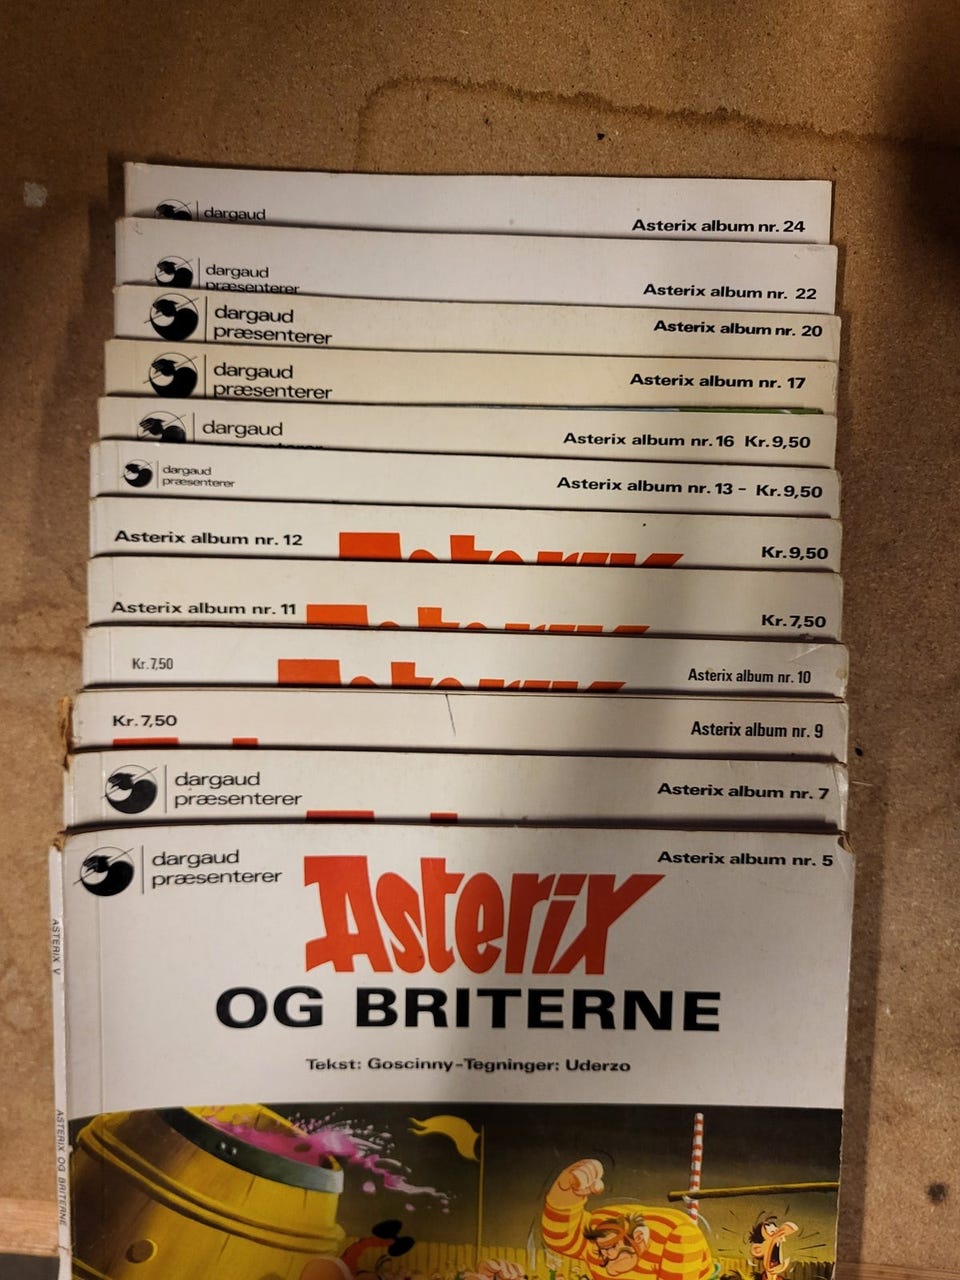 dargaud
Asterix album nr. 24
dargaud
præsenterer
Asterix album nr. 22
dargaud
præsenterer
Asterix album nr. 20
dargaud
præsenterer
Asterix album nr. 17
dargaud
Asterix album nr. 16 Kr. 9,50
dargaud
præsenterer
Asterix album nr. 13 - Kr. 9,50
Asterix album nr. 12
Asterix
Kr. 9,50
Asterix album nr. 11
Asterix
Kr. 7,50
Kr. 7,50
Asterix
Asterix album nr. 10
Kr. 7,50
Asterix album nr. 9
dargaud
præsenterer
Asterix album nr. 7
dargaud
præsenterer
Asterix album nr. 5
Asterix
OG BRITERNE
Tekst: Goscinny-Tegninger: Uderzo
ASTERIX V
ASTERIX OG BRITERNE